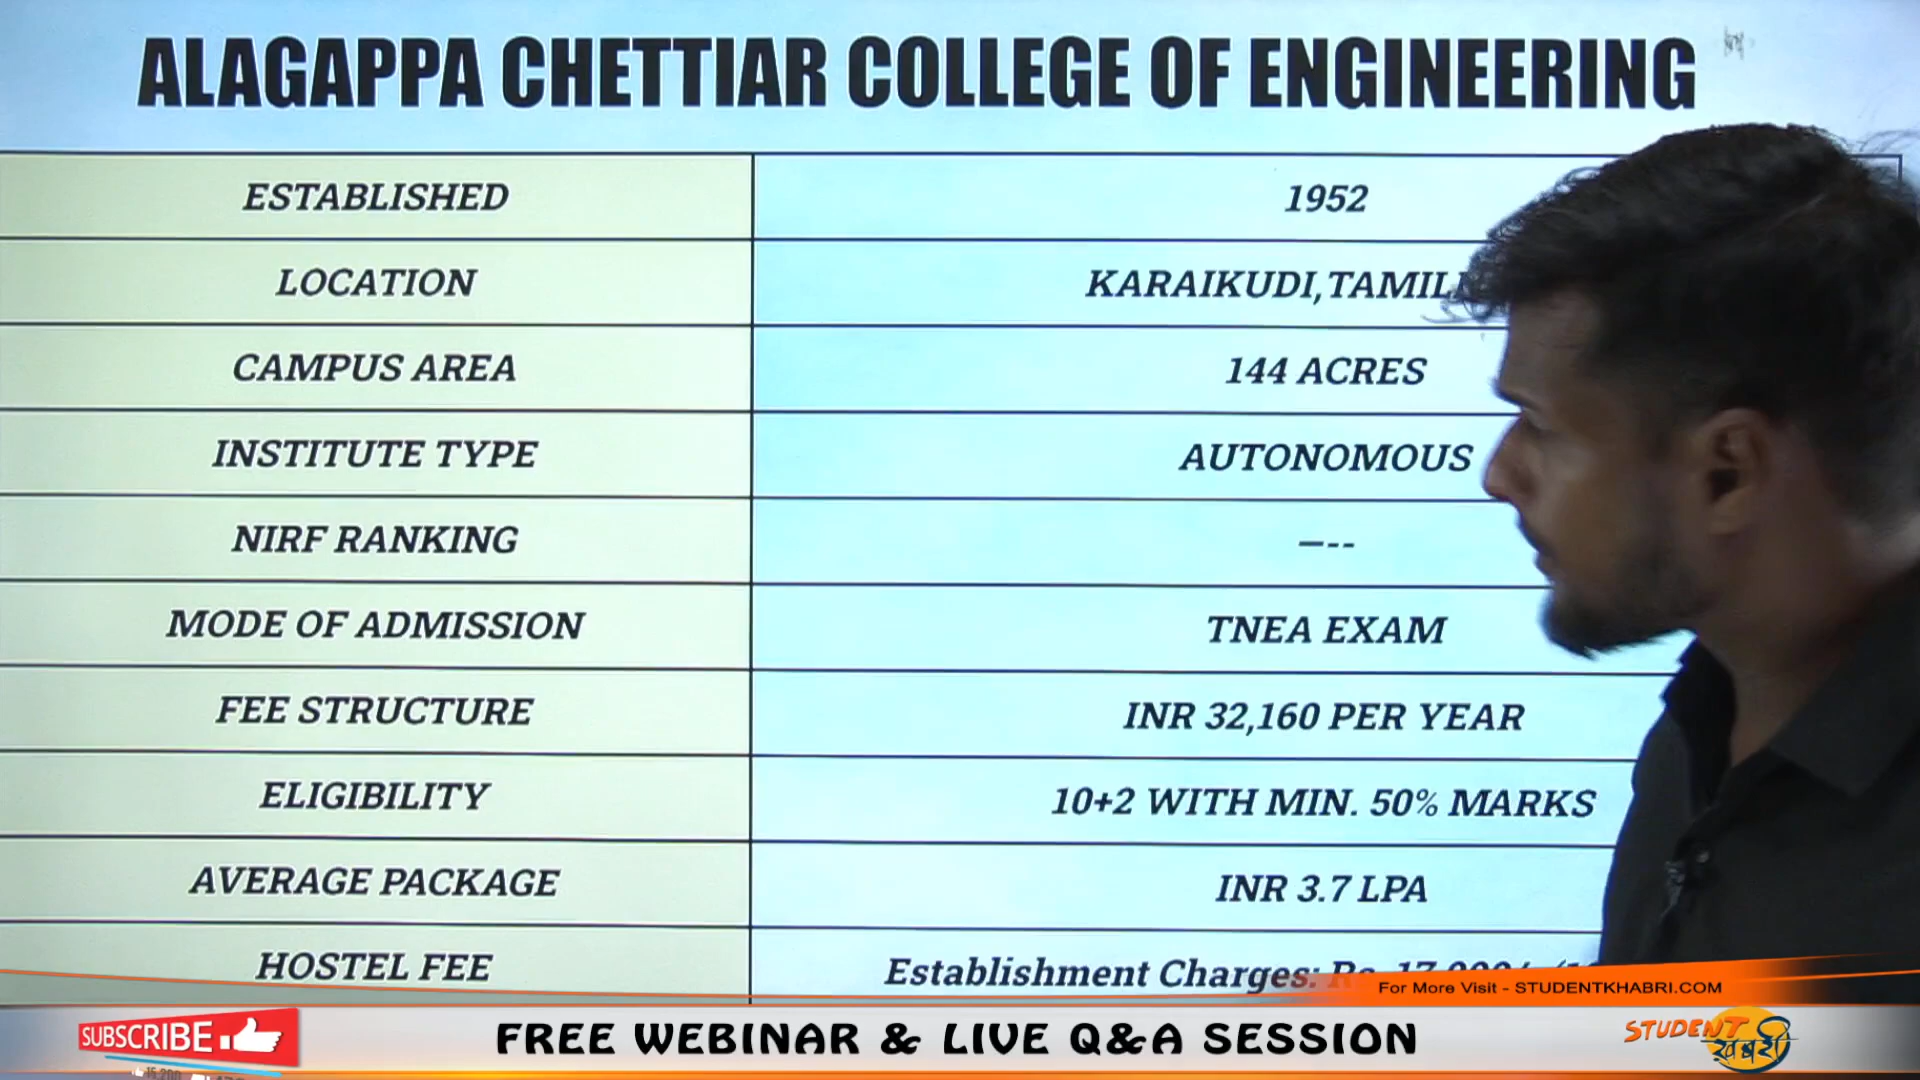 ALAGAPPA CHETTIAR COLLEGE OF ENGINEERING
ESTABLISHED 1952
LOCATION KARAIKUDI,TAMIL
CAMPUS AREA 144 ACRES
INSTITUTE TYPE AUTONOMOUS
NIRF RANKING —--
MODE OF ADMISSION TNEA EXAM
FEE STRUCTURE INR 32,160 PER YEAR
ELIGIBILITY 10+2 WITH MIN. 50% MARKS
AVERAGE PACKAGE INR 3.7 LPA
HOSTEL FEE Establishment Charges:
For More Visit - STUDENTKHABRI.COM
SUBSCRIBE FREE WEBINAR & LIVE Q&A SESSION STUDENT खबरी